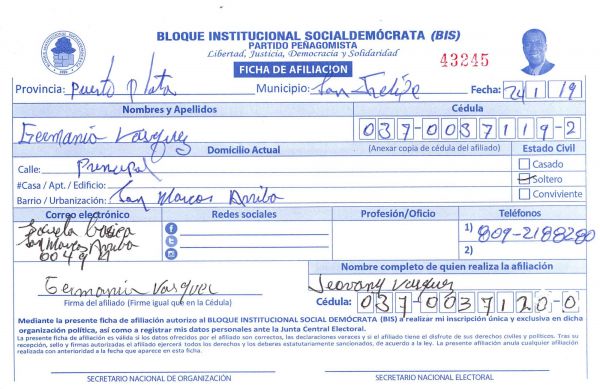 BLOQUE INSTITUCIONAL SOCIALDEMÓCRATA (BIS)
PARTIDO PEÑAGOMISTA
Libertad, Justicia, Democracia y Solidaridad
43245
FICHA DE AFILIACION
Provincia: Puerto Plata Municipio: San Felipe Fecha: 24/1/19
Nombres y Apellidos Cédula
Germania Vasquez 037-0037119-2
Domicilio Actual (Anexar copia de cédula del afiliado) Estado Civil
Calle: Principal Casado
#Casa / Apt. / Edificio: Soltero
Barrio / Urbanización: San Marcos Arriba Conviviente
Correo electrónico Redes sociales Profesión/Oficio Teléfonos
Escuela Basica 1) 809-2188280
San Marcos Arriba 2)
Germania Vasquez
Firma del afiliado (Firme igual que en la Cédula)
Nombre completo de quien realiza la afiliación
Jeovany Vasquez
Cédula: 037-0037120-0
Mediante la presente ficha de afiliación autorizo al BLOQUE INSTITUCIONAL SOCIAL DEMÓCRATA (BIS) a realizar mi inscripción única y exclusiva en dicha
organización política, así como a registrar mis datos personales ante la Junta Central Electoral.
La presente ficha de afiliación es válida si los datos ofrecidos por el afiliado son correctos, las declaraciones veraces y si el afiliado tiene el disfrute de sus derechos civiles y políticos. Tras su
recepción, sello y firmas autorizadas el afiliado ejercerá todos los derechos y los deberas estatutariamente sancionados, de acuerdo a la ley. La presente afiliación anula cualquier afiliación
realizada con anterioridad a la fecha que aparece en esta ficha.
SECRETARIO NACIONAL DE ORGANIZACIÓN SECRETARIO NACIONAL ELECTORAL